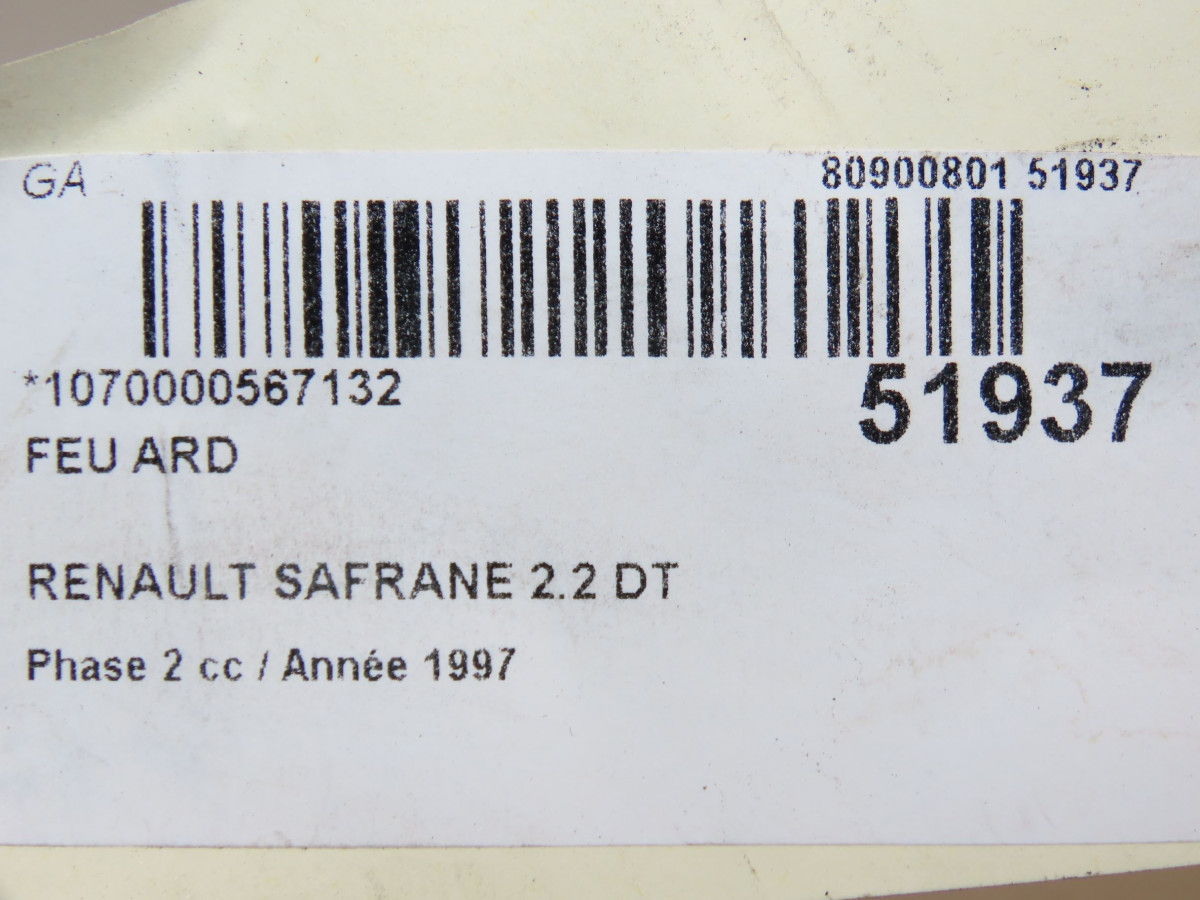 GA
80900801 51937
*1070000567132
51937
FEU ARD
RENAULT SAFRANE 2.2 DT
Phase 2 cc / Année 1997